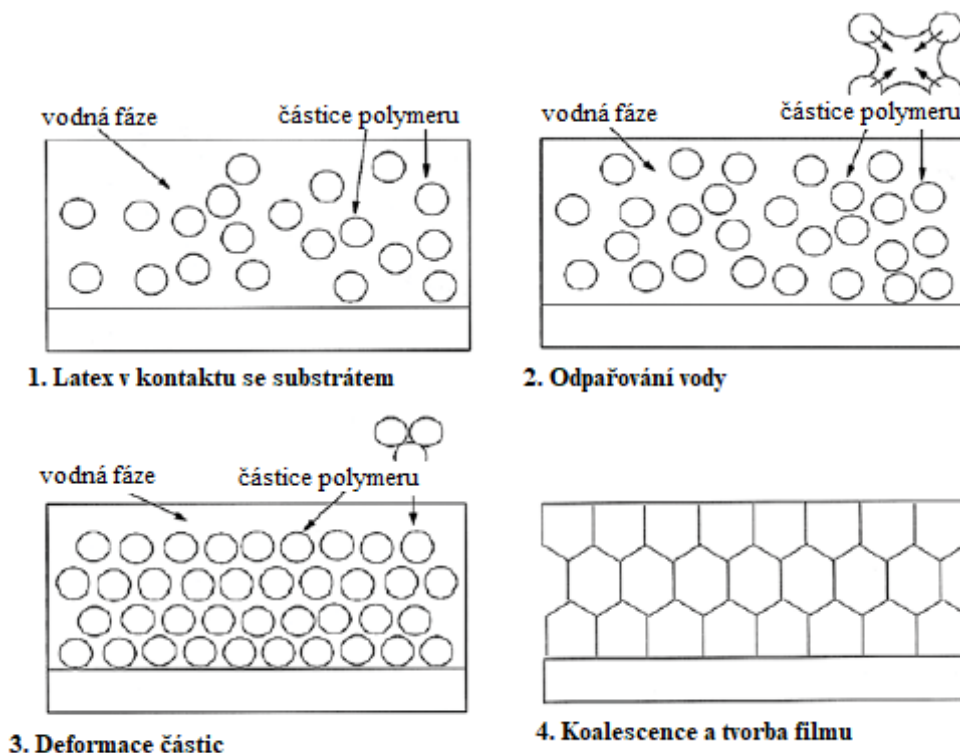 vodná fáze
částice polymeru
1. Latex v kontaktu se substrátem
částice polymeru
vodná fáze
2. Odpařování vody
vodná fáze
částice polymeru
3. Deformace částic
4. Koalescence a tvorba filmu